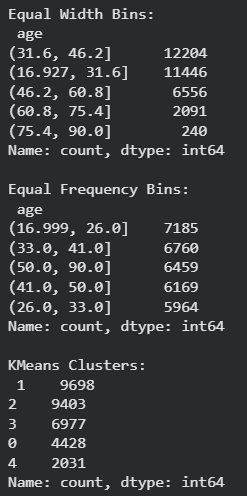 Equal Width Bins:
 age
(31.6, 46.2]      12204
(16.927, 31.6]    11446
(46.2, 60.8]       6556
(60.8, 75.4]       2091
(75.4, 90.0]        240
Name: count, dtype: int64

Equal Frequency Bins:
 age
(16.999, 26.0]    7185
(33.0, 41.0]      6760
(50.0, 90.0]      6459
(41.0, 50.0]      6169
(26.0, 33.0]      5964
Name: count, dtype: int64

KMeans Clusters:
 1    9698
2    9403
3    6977
0    4428
4    2031
Name: count, dtype: int64